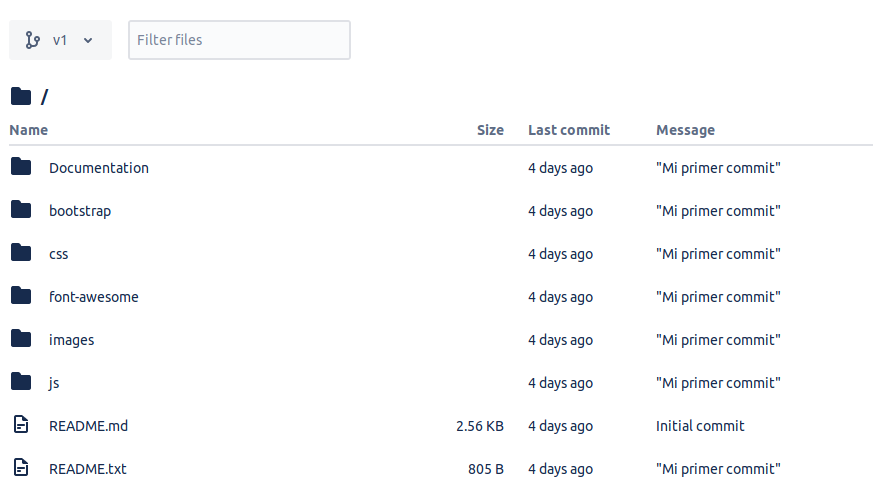 v1
Filter files
/
Name Size Last commit Message
Documentation 4 days ago "Mi primer commit"
bootstrap 4 days ago "Mi primer commit"
css 4 days ago "Mi primer commit"
font-awesome 4 days ago "Mi primer commit"
images 4 days ago "Mi primer commit"
js 4 days ago "Mi primer commit"
README.md 2.56 KB 4 days ago Initial commit
README.txt 805 B 4 days ago "Mi primer commit"